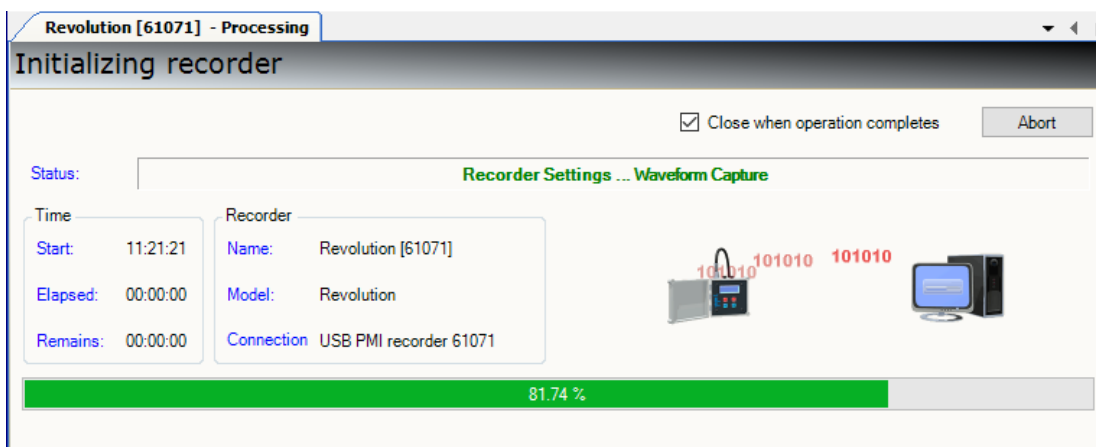 Revolution [61071] - Processing
Initializing recorder
Close when operation completes
Abort
Status:
Recorder Settings ... Waveform Capture
Time
Start: 11:21:21
Elapsed: 00:00:00
Remains: 00:00:00
Recorder
Name: Revolution [61071]
Model: Revolution
Connection USB PMI recorder 61071
101010 101010 101010
81.74 %